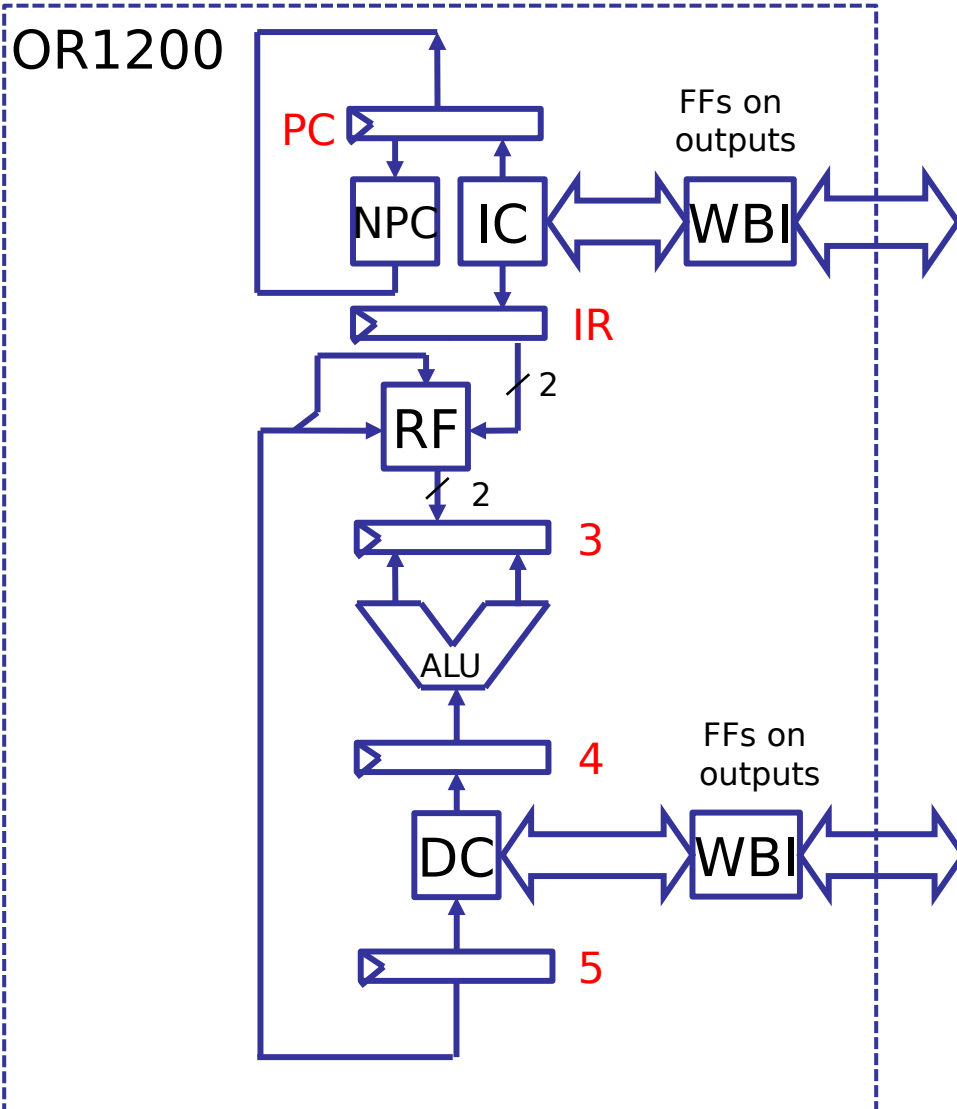 OR1200
FFs on
outputs
PC
NPC
IC
WBI
IR
2
RF
2
3
ALU
4
FFs on
outputs
DC
WBI
5